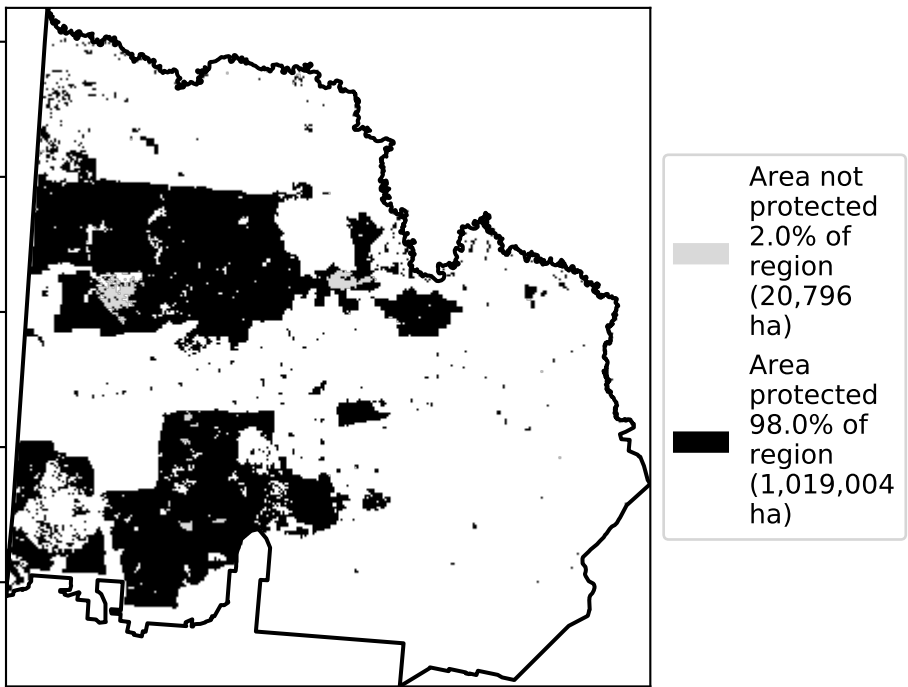 Area not
protected
2.0% of
region
(20,796
ha)
Area
protected
98.0% of
region
(1,019,004
ha)